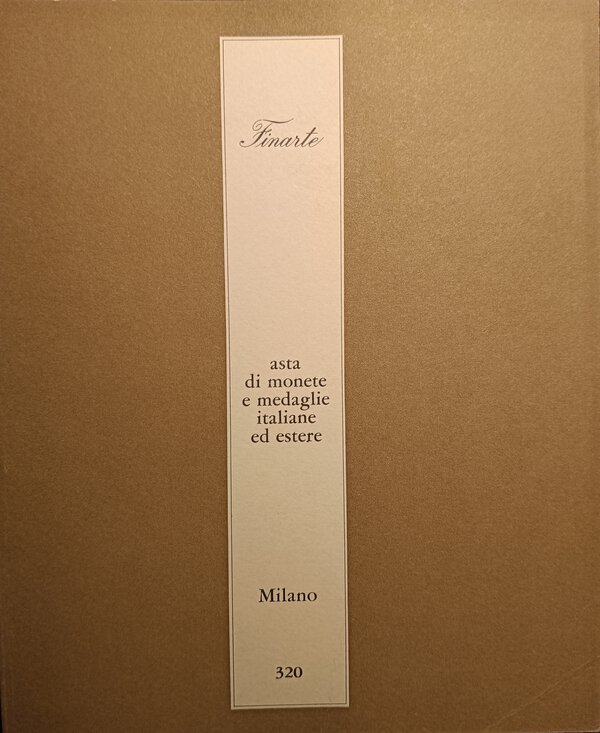 Finarte
asta
di monete
e medaglie
italiane
ed estere
Milano
320